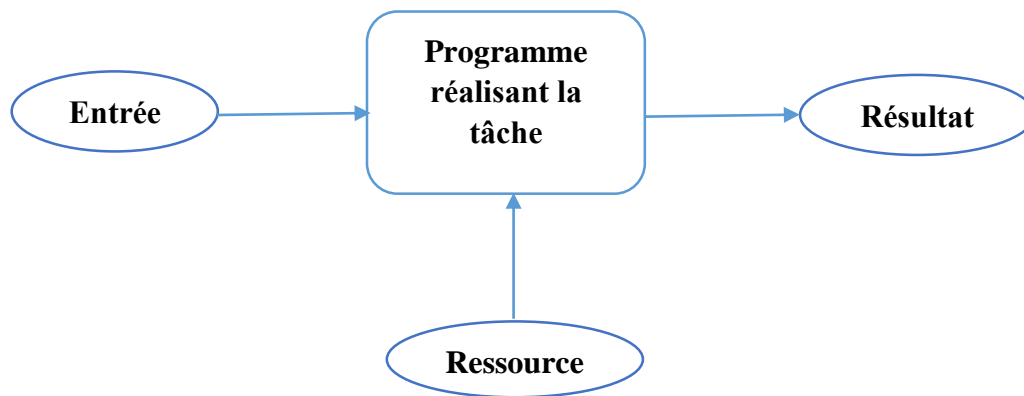 Programme
réalisant la
tâche
Entrée
Résultat
Ressource